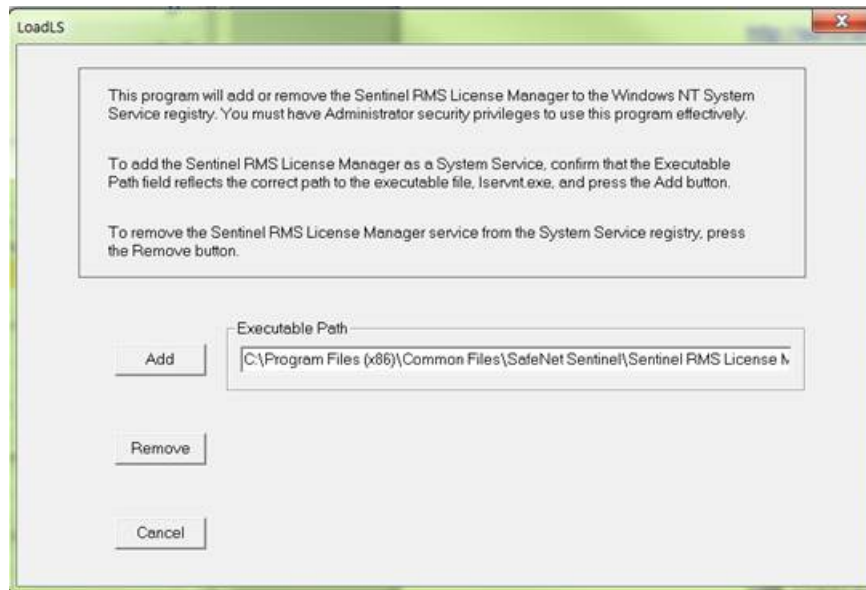 LoadLS
This program will add or remove the Sentinel RMS License Manager to the Windows NT System
Service registry. You must have Administrator security privileges to use this program effectively.
To add the Sentinel RMS License Manager as a System Service, confirm that the Executable
Path field reflects the correct path to the executable file, lservnt.exe, and press the Add button.
To remove the Sentinel RMS License Manager service from the System Service registry, press
the Remove button.
Executable Path
Add
C:\Program Files (x86)\Common Files\SafeNet Sentinel\Sentinel RMS License M
Remove
Cancel